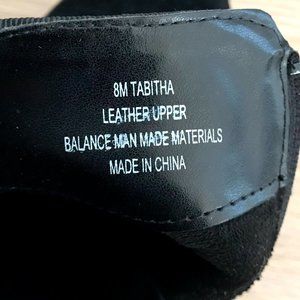 8M TABITHA
LEATHER UPPER
BALANCE MAN MADE MATERIALS
MADE IN CHINA